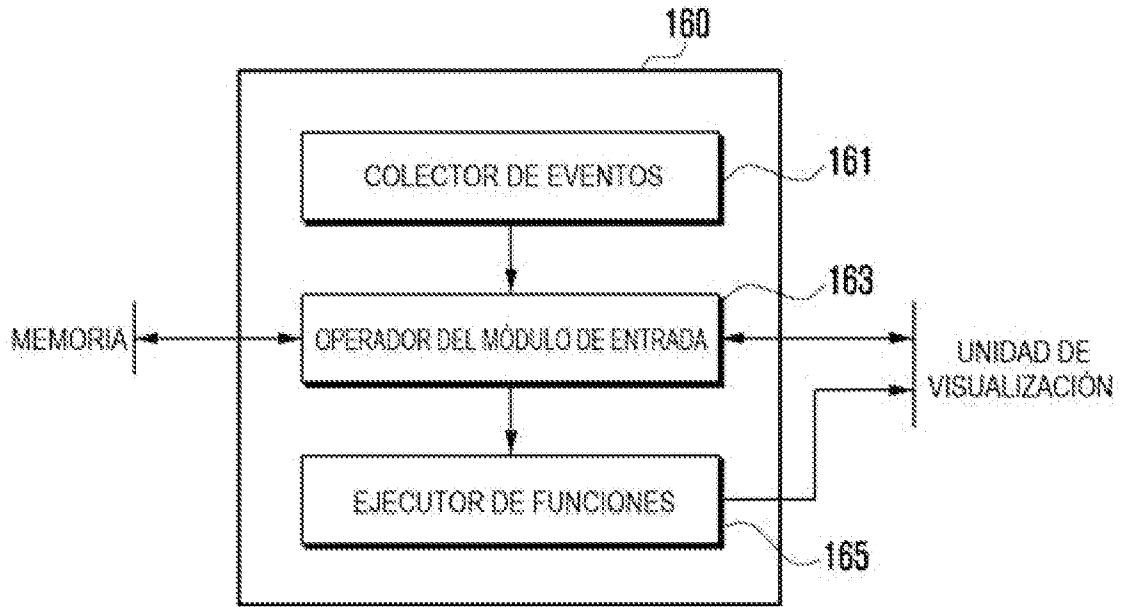 160
COLECTOR DE EVENTOS
161
163
MEMORIA
OPERADOR DEL MÓDULO DE ENTRADA
UNIDAD DE
VISUALIZACIÓN
EJECUTOR DE FUNCIONES
165